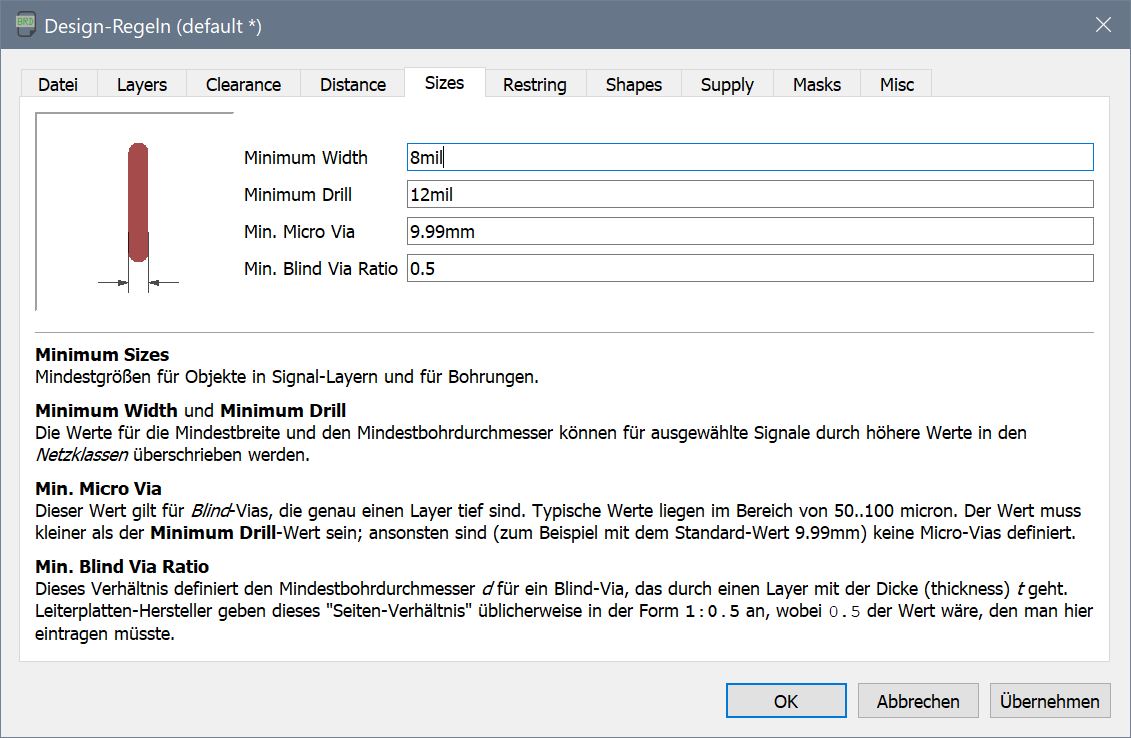 BRD
Design-Regeln (default *)
Datei Layers Clearance Distance Sizes Restring Shapes Supply Masks Misc
Minimum Width 8mil
Minimum Drill 12mil
Min. Micro Via 9.99mm
Min. Blind Via Ratio 0.5
Minimum Sizes
Mindestgrößen für Objekte in Signal-Layern und für Bohrungen.
Minimum Width und Minimum Drill
Die Werte für die Mindestbreite und den Mindestbohrdurchmesser können für ausgewählte Signale durch höhere Werte in den
Netzklassen überschrieben werden.
Min. Micro Via
Dieser Wert gilt für Blind-Vias, die genau einen Layer tief sind. Typische Werte liegen im Bereich von 50..100 micron. Der Wert muss
kleiner als der Minimum Drill-Wert sein; ansonsten sind (zum Beispiel mit dem Standard-Wert 9.99mm) keine Micro-Vias definiert.
Min. Blind Via Ratio
Dieses Verhältnis definiert den Mindestbohrdurchmesser d für ein Blind-Via, das durch einen Layer mit der Dicke (thickness) t geht.
Leiterplatten-Hersteller geben dieses "Seiten-Verhältnis" üblicherweise in der Form 1:0.5 an, wobei 0.5 der Wert wäre, den man hier
eintragen müsste.
OK Abbrechen Übernehmen